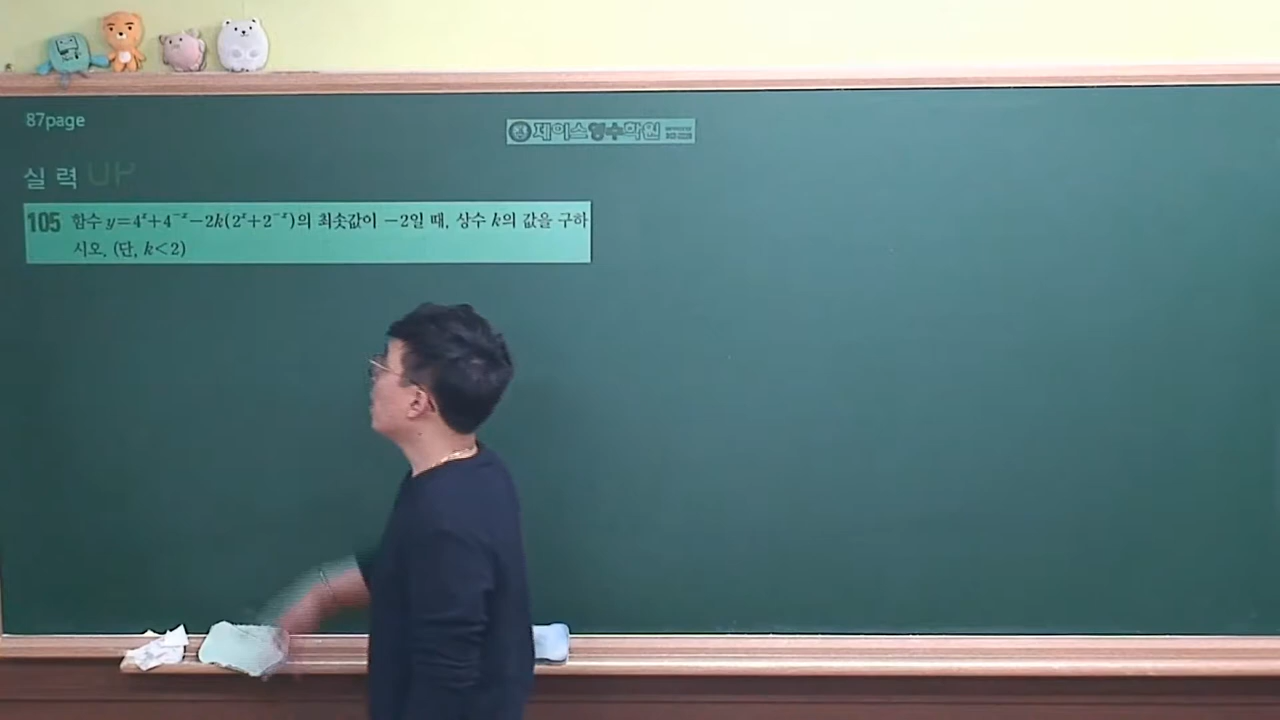 87page
제이스영수학원
실력 UP
105 함수 y=4^x+4^{-x}-2k(2^x+2^{-x})의 최솟값이 -2일 때, 상수 k의 값을 구하
시오. (단, k<2)